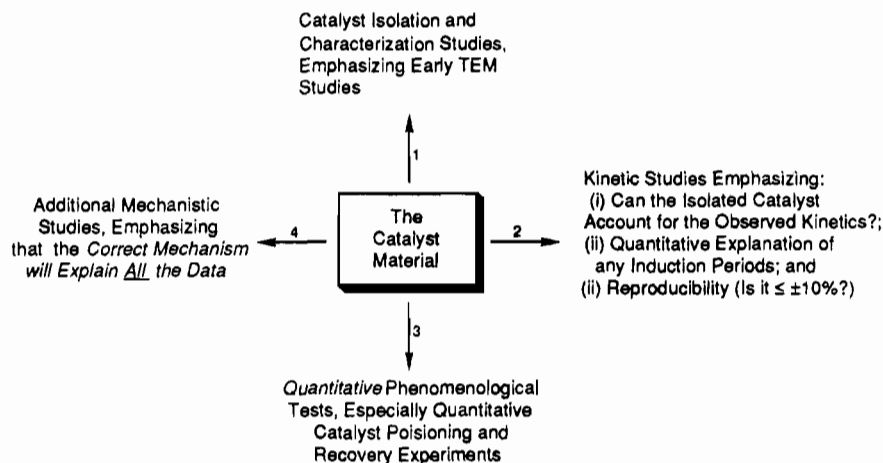 Catalyst Isolation and
Characterization Studies,
Emphasizing Early TEM
Studies
1
Additional Mechanistic
Studies, Emphasizing
that the Correct Mechanism
will Explain All the Data
4
The
Catalyst
Material
2
Kinetic Studies Emphasizing:
(i) Can the Isolated Catalyst
Account for the Observed Kinetics?;
(ii) Quantitative Explanation of
any Induction Periods; and
(ii) Reproducibility (Is it ≤ ±10%?)
3
Quantitative Phenomenological
Tests, Especially Quantitative
Catalyst Poisioning and
Recovery Experiments